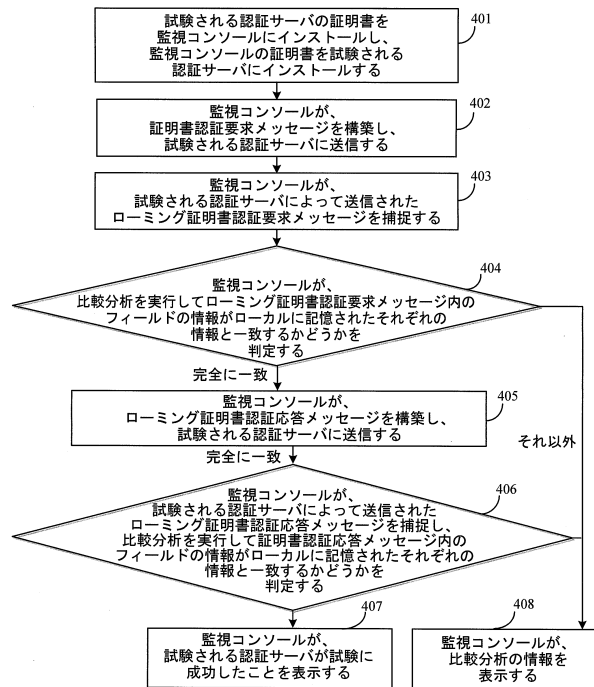 試験される認証サーバの証明書を
監視コンソールにインストールし、
監視コンソールの証明書を試験される
認証サーバにインストールする
401
監視コンソールが、
証明書認証要求メッセージを構築し、
試験される認証サーバに送信する
402
監視コンソールが、
試験される認証サーバによって送信された
ローミング証明書認証要求メッセージを捕捉する
403
監視コンソールが、
比較分析を実行してローミング証明書認証要求メッセージ内の
フィールドの情報がローカルに記憶されたそれぞれの
情報と一致するかどうかを
判定する
404
完全に一致
監視コンソールが、
ローミング証明書認証応答メッセージを構築し、
試験される認証サーバに送信する
405
それ以外
完全に一致
監視コンソールが、
試験される認証サーバによって送信された
ローミング証明書認証応答メッセージを捕捉し、
比較分析を実行して証明書認証応答メッセージ内の
フィールドの情報がローカルに記憶されたそれぞれの
情報と一致するかどうかを
判定する
406
407
監視コンソールが、
試験される認証サーバが試験に
成功したことを表示する
408
監視コンソールが、
比較分析の情報を
表示する